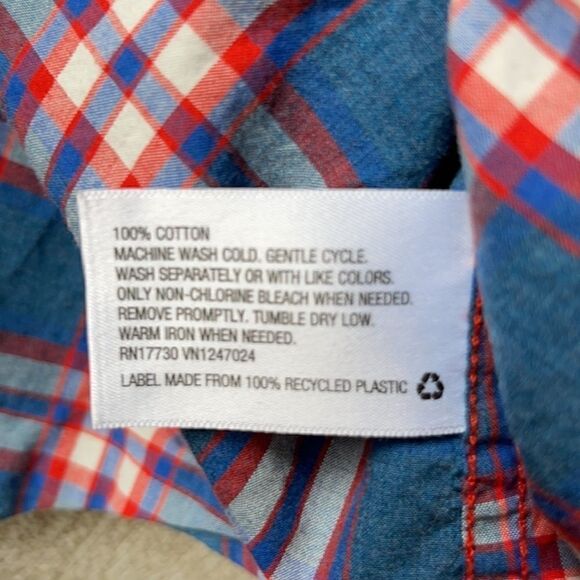 100% COTTON
MACHINE WASH COLD. GENTLE CYCLE.
WASH SEPARATELY OR WITH LIKE COLORS.
ONLY NON-CHLORINE BLEACH WHEN NEEDED.
REMOVE PROMPTLY. TUMBLE DRY LOW.
WARM IRON WHEN NEEDED.
RN17730 VN1247024
LABEL MADE FROM 100% RECYCLED PLASTIC